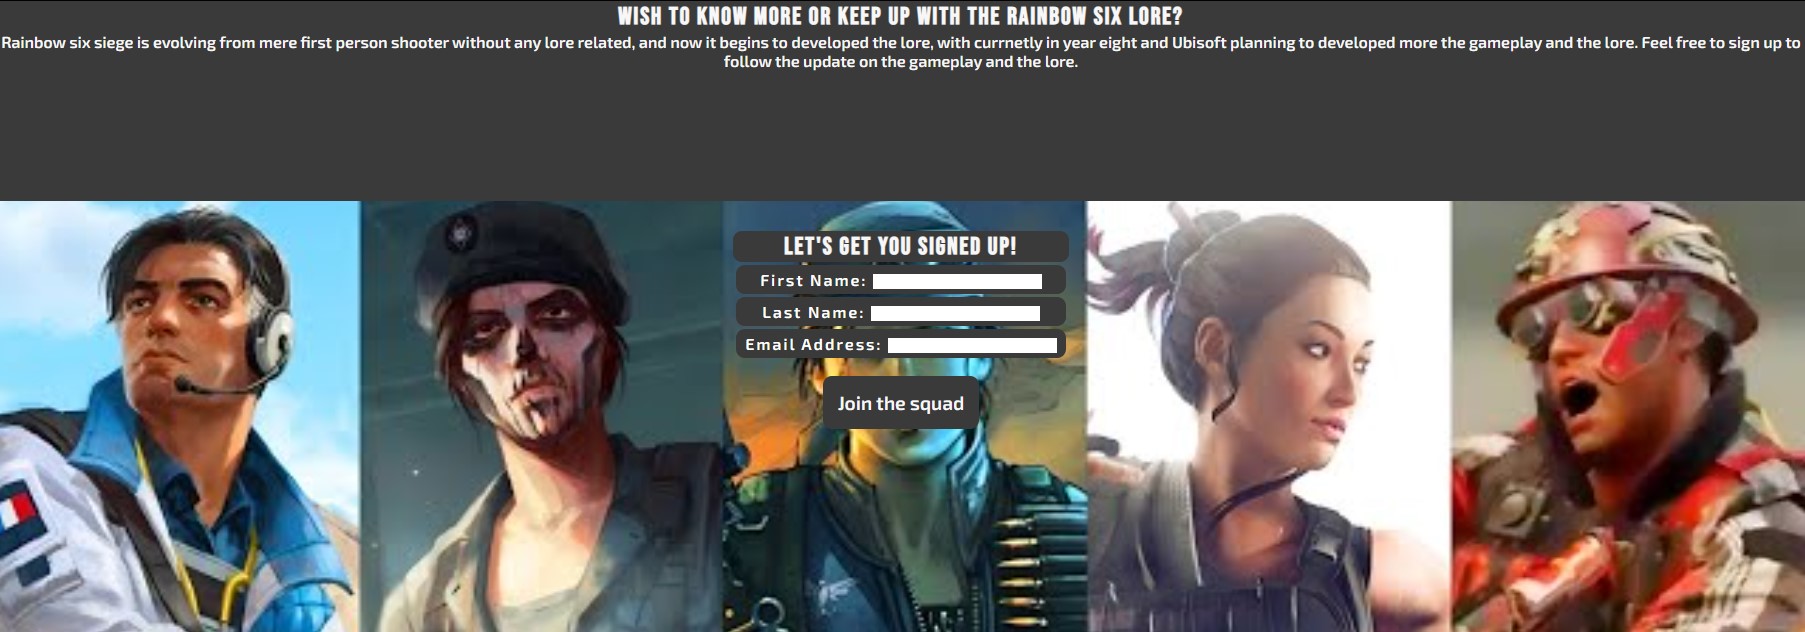 WISH TO KNOW MORE OR KEEP UP WITH THE RAINBOW SIX LORE?
Rainbow six siege is evolving from mere first person shooter without any lore related, and now it begins to developed the lore, with currnetly in year eight and Ubisoft planning to developed more the gameplay and the lore. Feel free to sign up to
follow the update on the gameplay and the lore.
LET'S GET YOU SIGNED UP!
First Name:
Last Name:
Email Address:
Join the squad